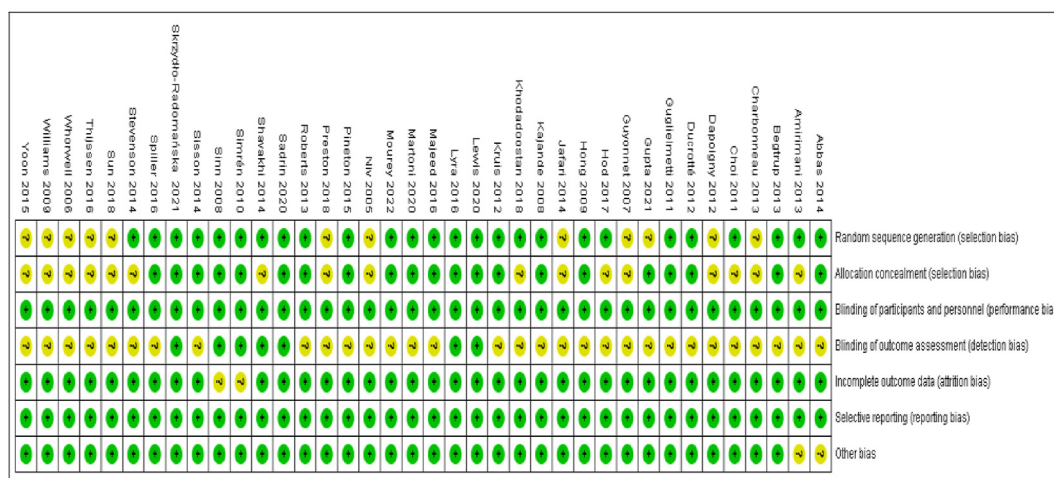 Yoon 2015
Williams 2009
Whorwell 2006
Thijssen 2016
Sun 2018
Stevenson 2014
Spiller 2016
Skrzydło-Radomańska 2021
Sisson 2014
Sinn 2008
Simrén 2010
Shavakhi 2014
Sadrin 2020
Roberts 2013
Preston 2018
Pineton 2015
Niv 2005
Mourey 2022
Martoni 2020
Majeed 2016
Lyra 2016
Lewis 2020
Kruis 2012
Khodadoostan 2018
Kajande 2008
Jafari 2014
Hong 2009
Hod 2017
Guyonnet 2007
Gupta 2021
Guglielmetti 2011
Ducrotté 2012
Dapoigny 2012
Choi 2011
Charbonneau 2013
Begtrup 2013
Amirimani 2013
Abbas 2014
Random sequence generation (selection bias)
Allocation concealment (selection bias)
Blinding of participants and personnel (performance bia
Blinding of outcome assessment (detection bias)
Incomplete outcome data (attrition bias)
Selective reporting (reporting bias)
Other bias